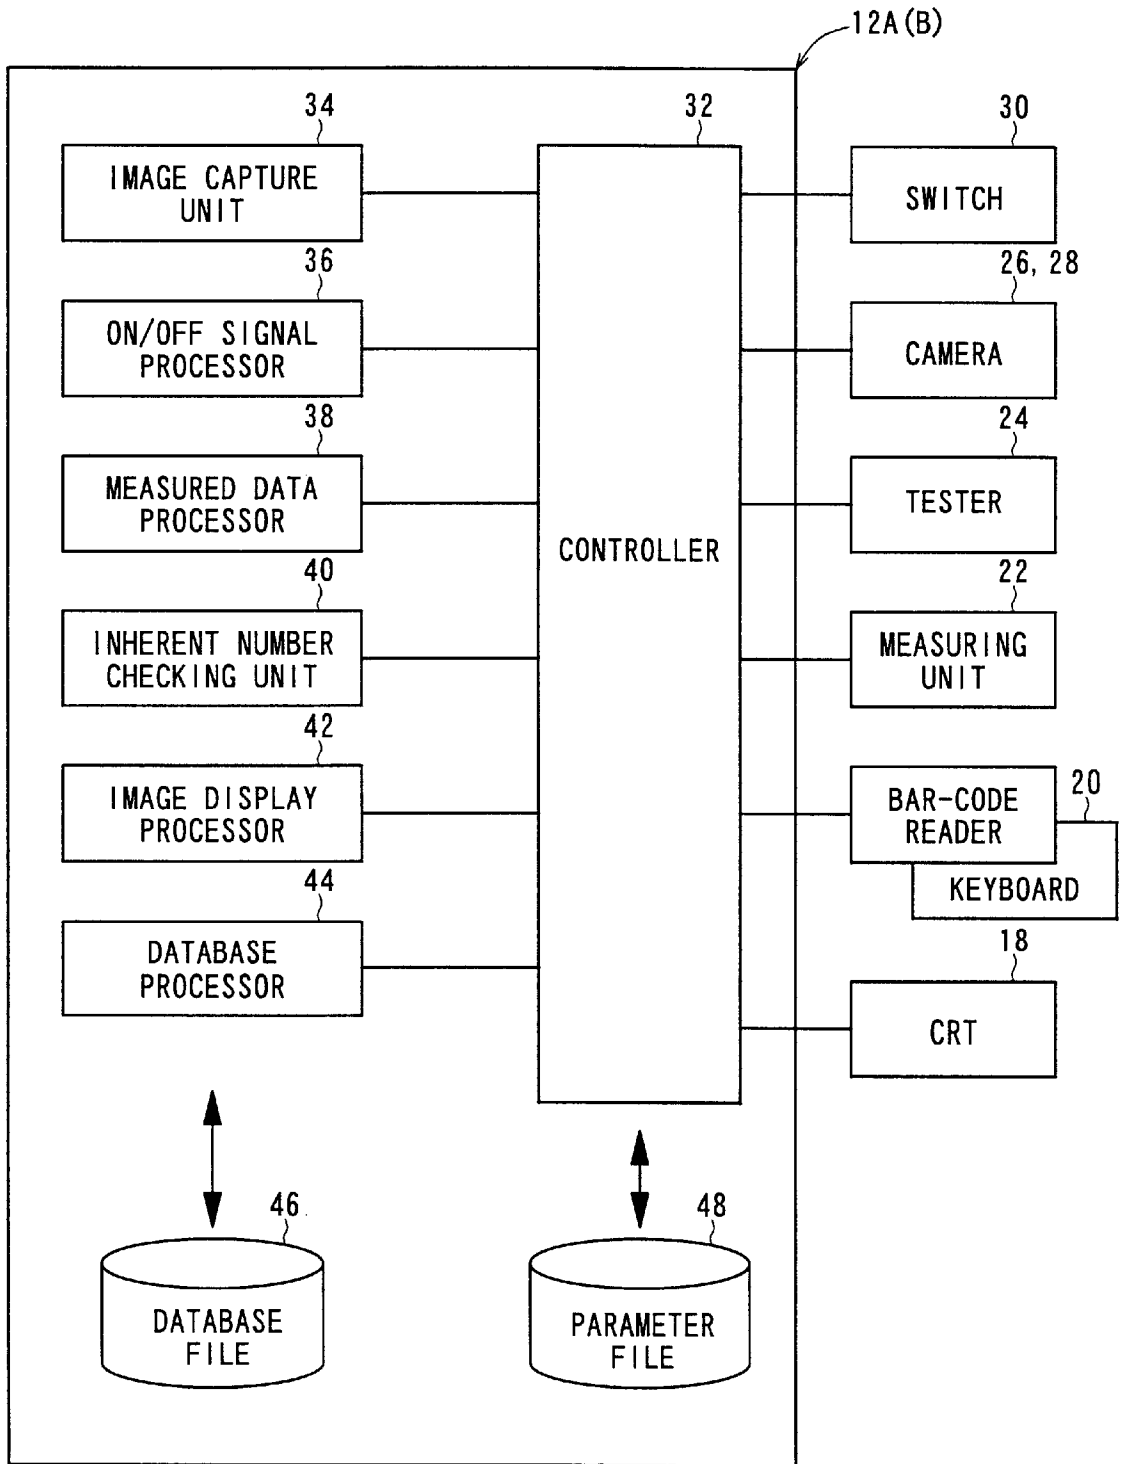 12A(B)
34
IMAGE CAPTURE
UNIT
36
ON/OFF SIGNAL
PROCESSOR
38
MEASURED DATA
PROCESSOR
40
INHERENT NUMBER
CHECKING UNIT
42
IMAGE DISPLAY
PROCESSOR
44
DATABASE
PROCESSOR
32
CONTROLLER
30
SWITCH
26, 28
CAMERA
24
TESTER
22
MEASURING
UNIT
BAR-CODE
READER
20
KEYBOARD
18
CRT
46
DATABASE
FILE
48
PARAMETER
FILE